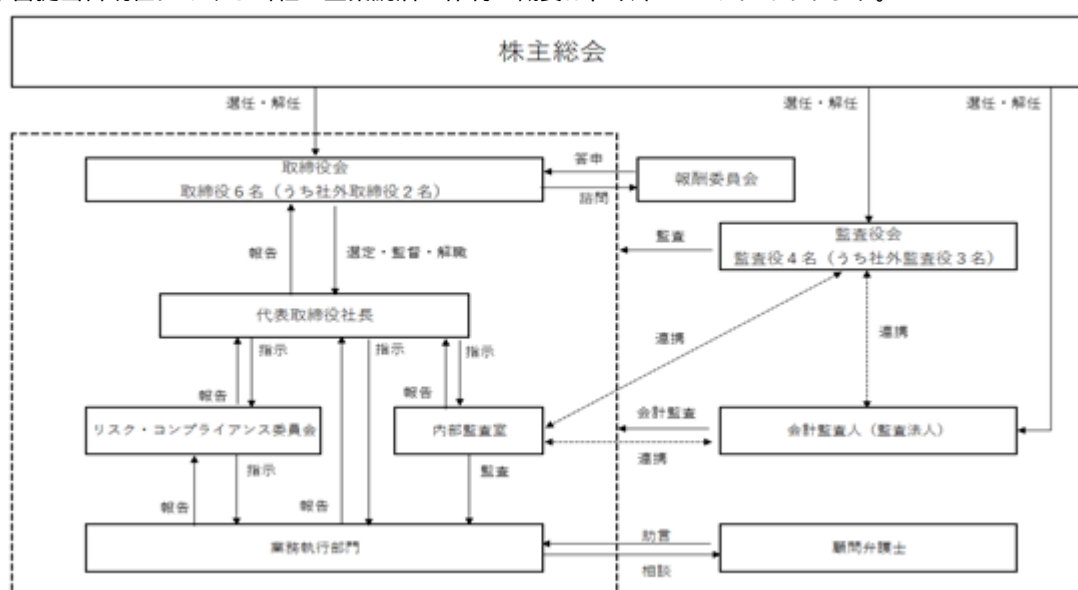 株主総会
選任・解任
選任・解任
選任・解任
取締役会
取締役6名（うち社外取締役2名）
答申
諮問
報酬委員会
監査役会
監査役4名（うち社外監査役3名）
監査
報告
選定・監督・解職
代表取締役社長
連携
連携
指示
指示
指示
報告
報告
リスク・コンプライアンス委員会
内部監査室
会計監査
会計監査人（監査法人）
連携
指示
監査
報告
報告
業務執行部門
助言
相談
顧問弁護士